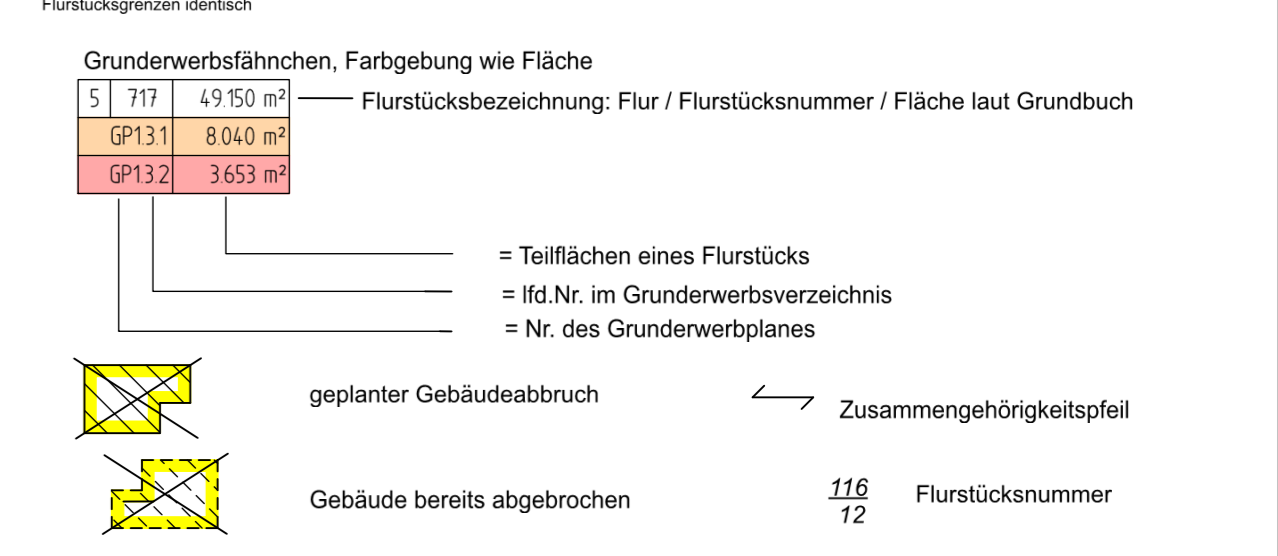 Flurstücksgrenzen identisch
Grunderwerbsfähnchen, Farbgebung wie Fläche
5 717 49.150 m² Flurstücksbezeichnung: Flur / Flurstücksnummer / Fläche laut Grundbuch
GP1.3.1 8.040 m²
GP1.3.2 3.653 m²
= Teilflächen eines Flurstücks
= lfd.Nr. im Grunderwerbsverzeichnis
= Nr. des Grunderwerbplanes
geplanter Gebäudeabbruch
Zusammengehörigkeitspfeil
Gebäude bereits abgebrochen
116
12
Flurstücksnummer